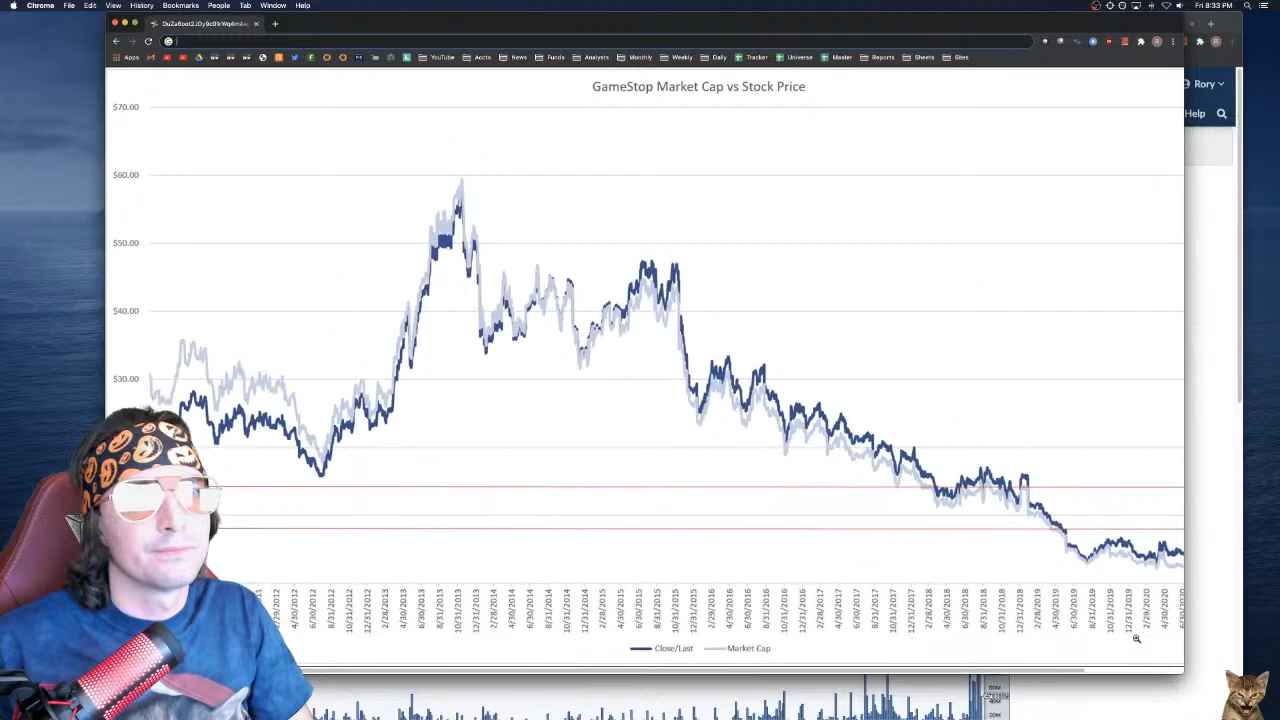 Chrome File Edit View History Bookmarks People Tab Window Help Fri 8:33 PM
Apps YouTube Accts News Funds Analysts Monthly Weekly Daily Tracker Universe Master Reports Sheets Sites
Rory
Help
GameStop Market Cap vs Stock Price
$70.00
$60.00
$50.00
$40.00
$30.00
4/30/2012 6/30/2012 8/31/2012 10/31/2012 12/31/2012 2/28/2013 4/30/2013 6/30/2013 8/31/2013 10/31/2013 12/31/2013 2/28/2014 4/30/2014 6/30/2014 8/31/2014 10/31/2014 12/31/2014 2/28/2015 4/30/2015 6/30/2015 8/31/2015 10/31/2015 12/31/2015 2/29/2016 4/30/2016 6/30/2016 8/31/2016 10/31/2016 12/31/2016 2/28/2017 4/30/2017 6/30/2017 8/31/2017 10/31/2017 12/31/2017 2/28/2018 4/30/2018 6/30/2018 8/31/2018 10/31/2018 12/31/2018 2/28/2019 4/30/2019 6/30/2019 8/31/2019 10/31/2019 12/31/2019 2/29/2020 4/30/2020
Close/Last Market Cap
60M
20M